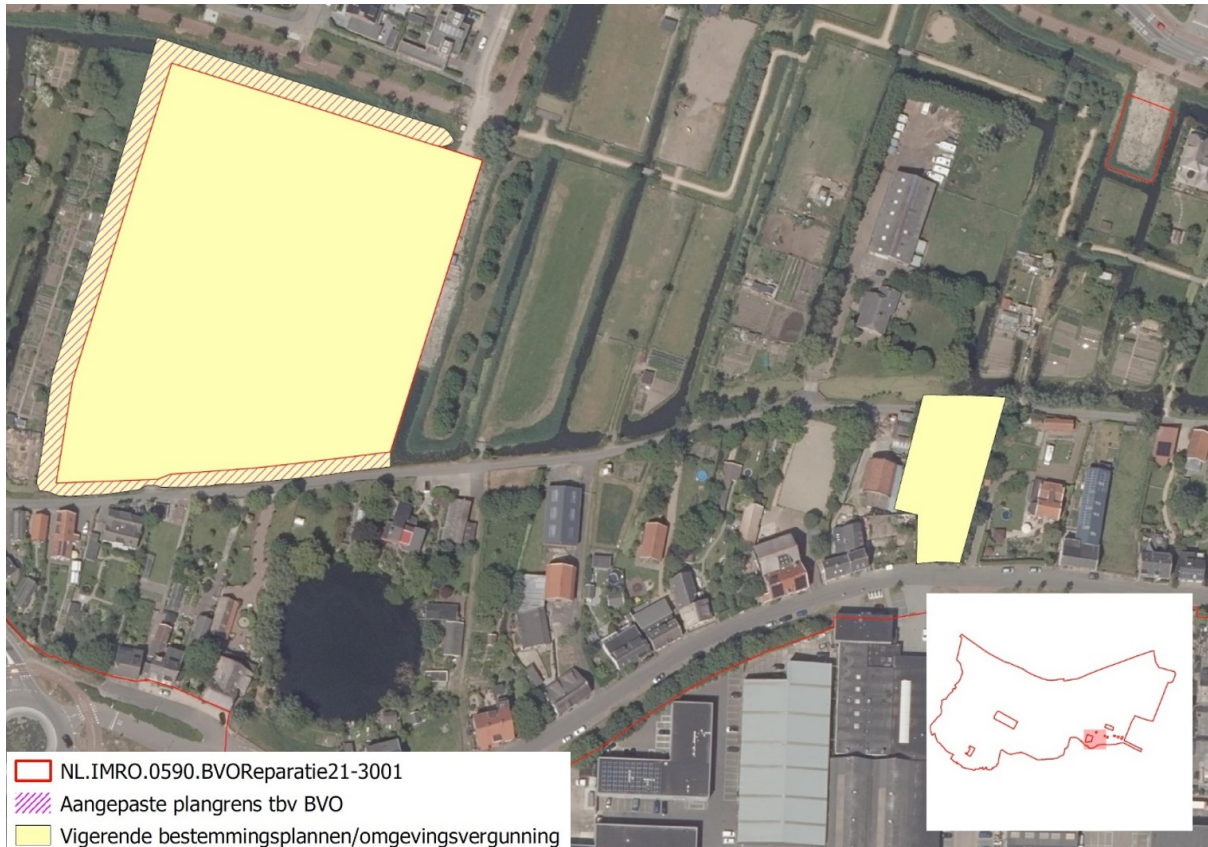 NL.IMRO.0590.BVOReparatie21-3001
Aangepaste plangrens tbv BVO
Vigerende bestemmingsplannen/omgevingsvergunning